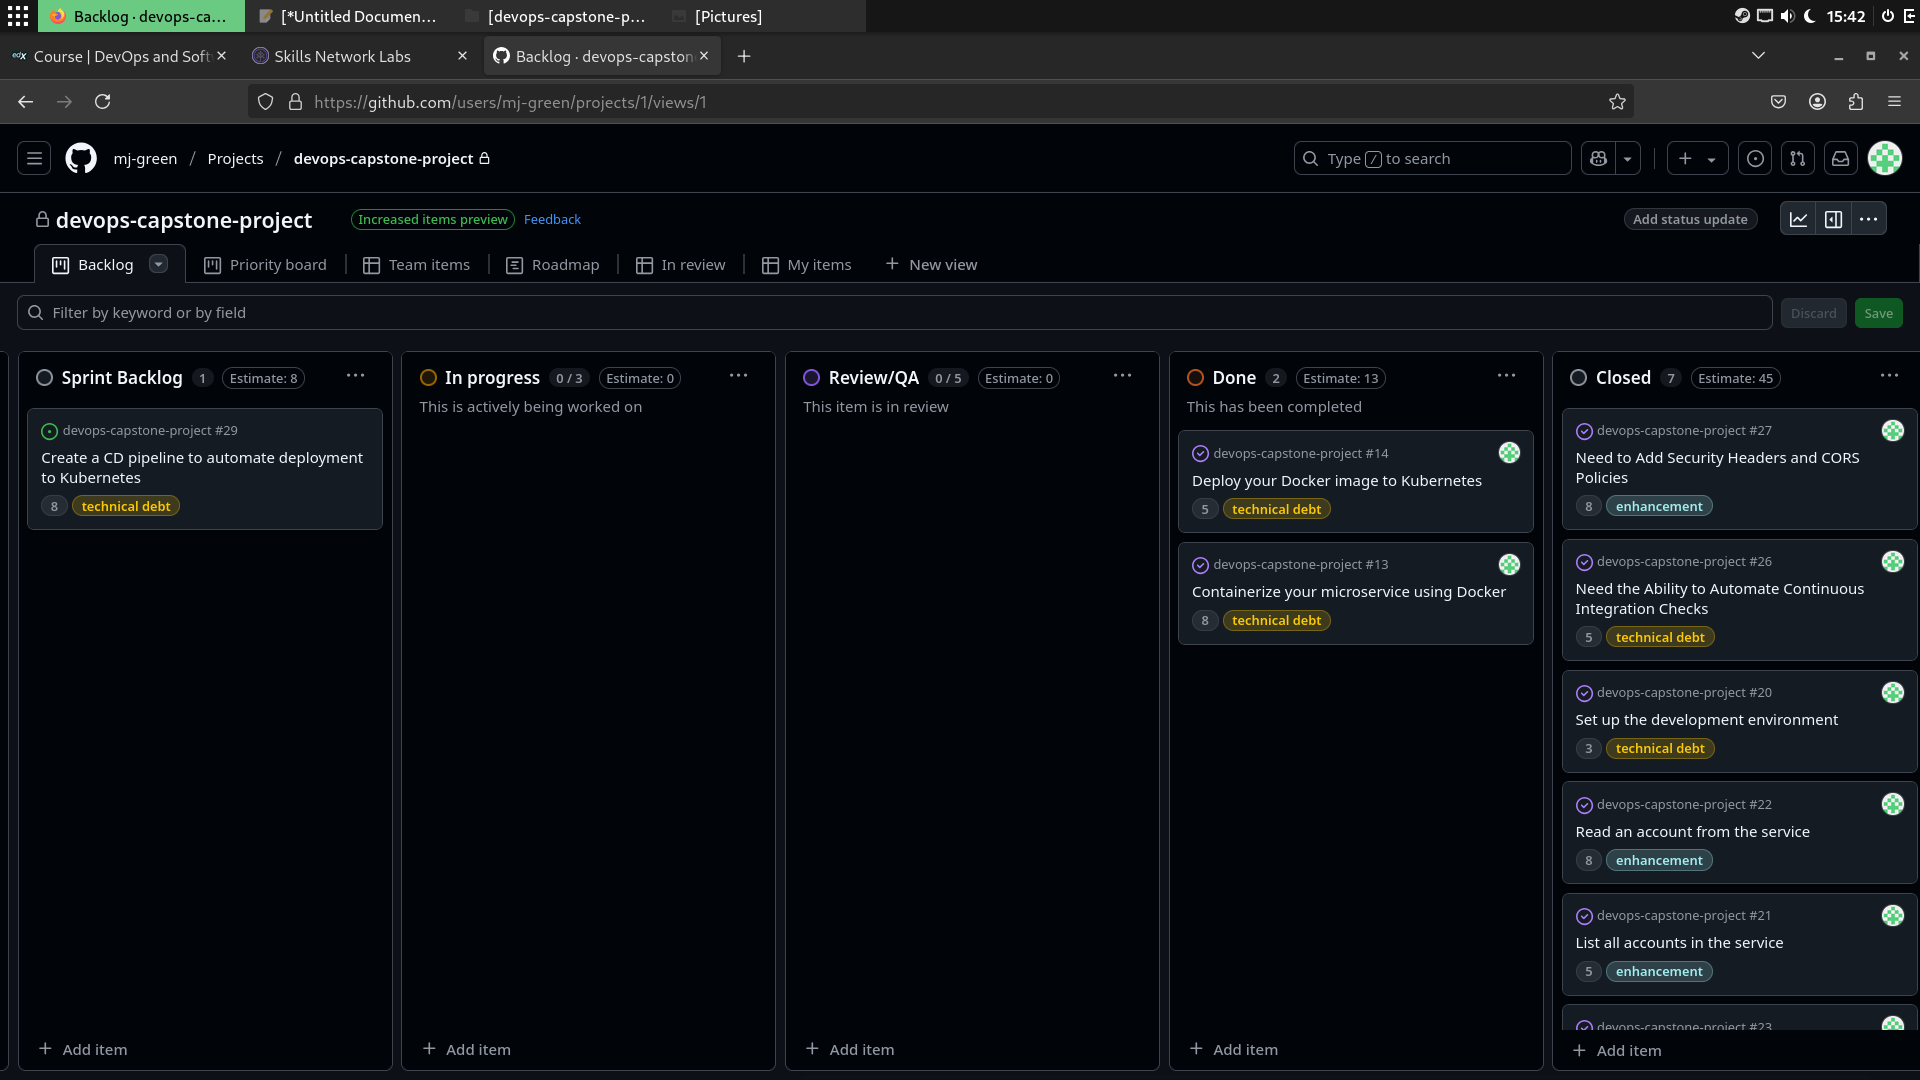 Backlog · devops-ca...
[*Untitled Documen...
[devops-capstone-p...
[Pictures]
15:42
edX
Course | DevOps and Soft
Skills Network Labs
Backlog · devops-capston
https://github.com/users/mj-green/projects/1/views/1
mj-green / Projects / devops-capstone-project
Type / to search
devops-capstone-project
Increased items preview
Feedback
Add status update
Backlog
Priority board
Team items
Roadmap
In review
My items
New view
Filter by keyword or by field
Discard
Save
Sprint Backlog 1 Estimate: 8
devops-capstone-project #29
Create a CD pipeline to automate deployment
to Kubernetes
8 technical debt
Add item
In progress 0 / 3 Estimate: 0
This is actively being worked on
Add item
Review/QA 0 / 5 Estimate: 0
This item is in review
Add item
Done 2 Estimate: 13
This has been completed
devops-capstone-project #14
Deploy your Docker image to Kubernetes
5 technical debt
devops-capstone-project #13
Containerize your microservice using Docker
8 technical debt
Add item
Closed 7 Estimate: 45
devops-capstone-project #27
Need to Add Security Headers and CORS
Policies
8 enhancement
devops-capstone-project #26
Need the Ability to Automate Continuous
Integration Checks
5 technical debt
devops-capstone-project #20
Set up the development environment
3 technical debt
devops-capstone-project #22
Read an account from the service
8 enhancement
devops-capstone-project #21
List all accounts in the service
5 enhancement
devops-capstone-project #23
Add item